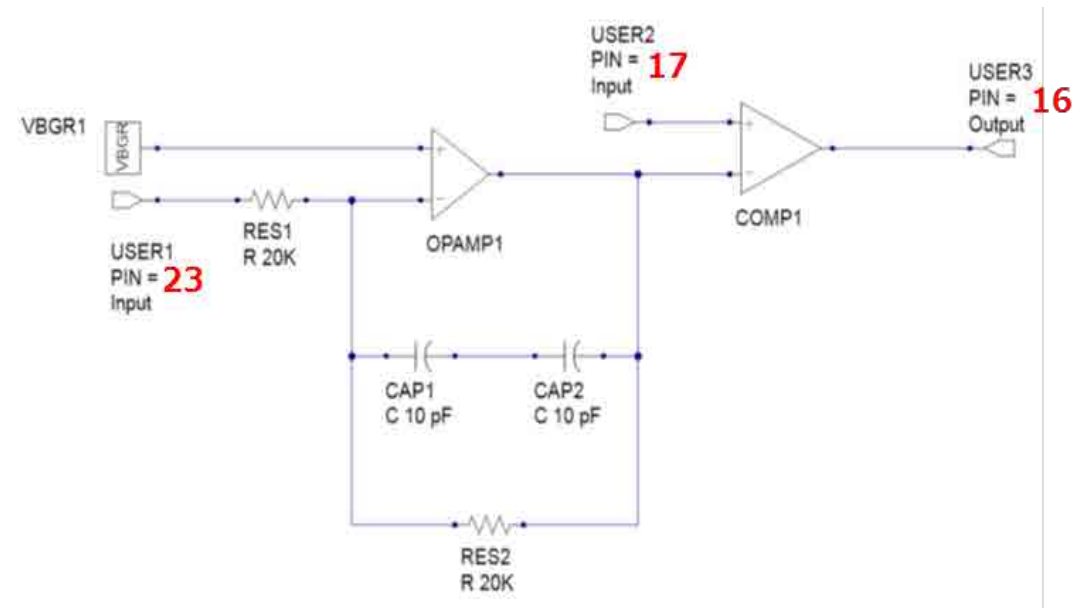 USER2
PIN = 17
Input
USER3
PIN = 16
Output
VBGR1
VBGR
+
-
+
-
RES1
R 20K
OPAMP1
COMP1
USER1
PIN = 23
Input
CAP1
C 10 pF
CAP2
C 10 pF
RES2
R 20K